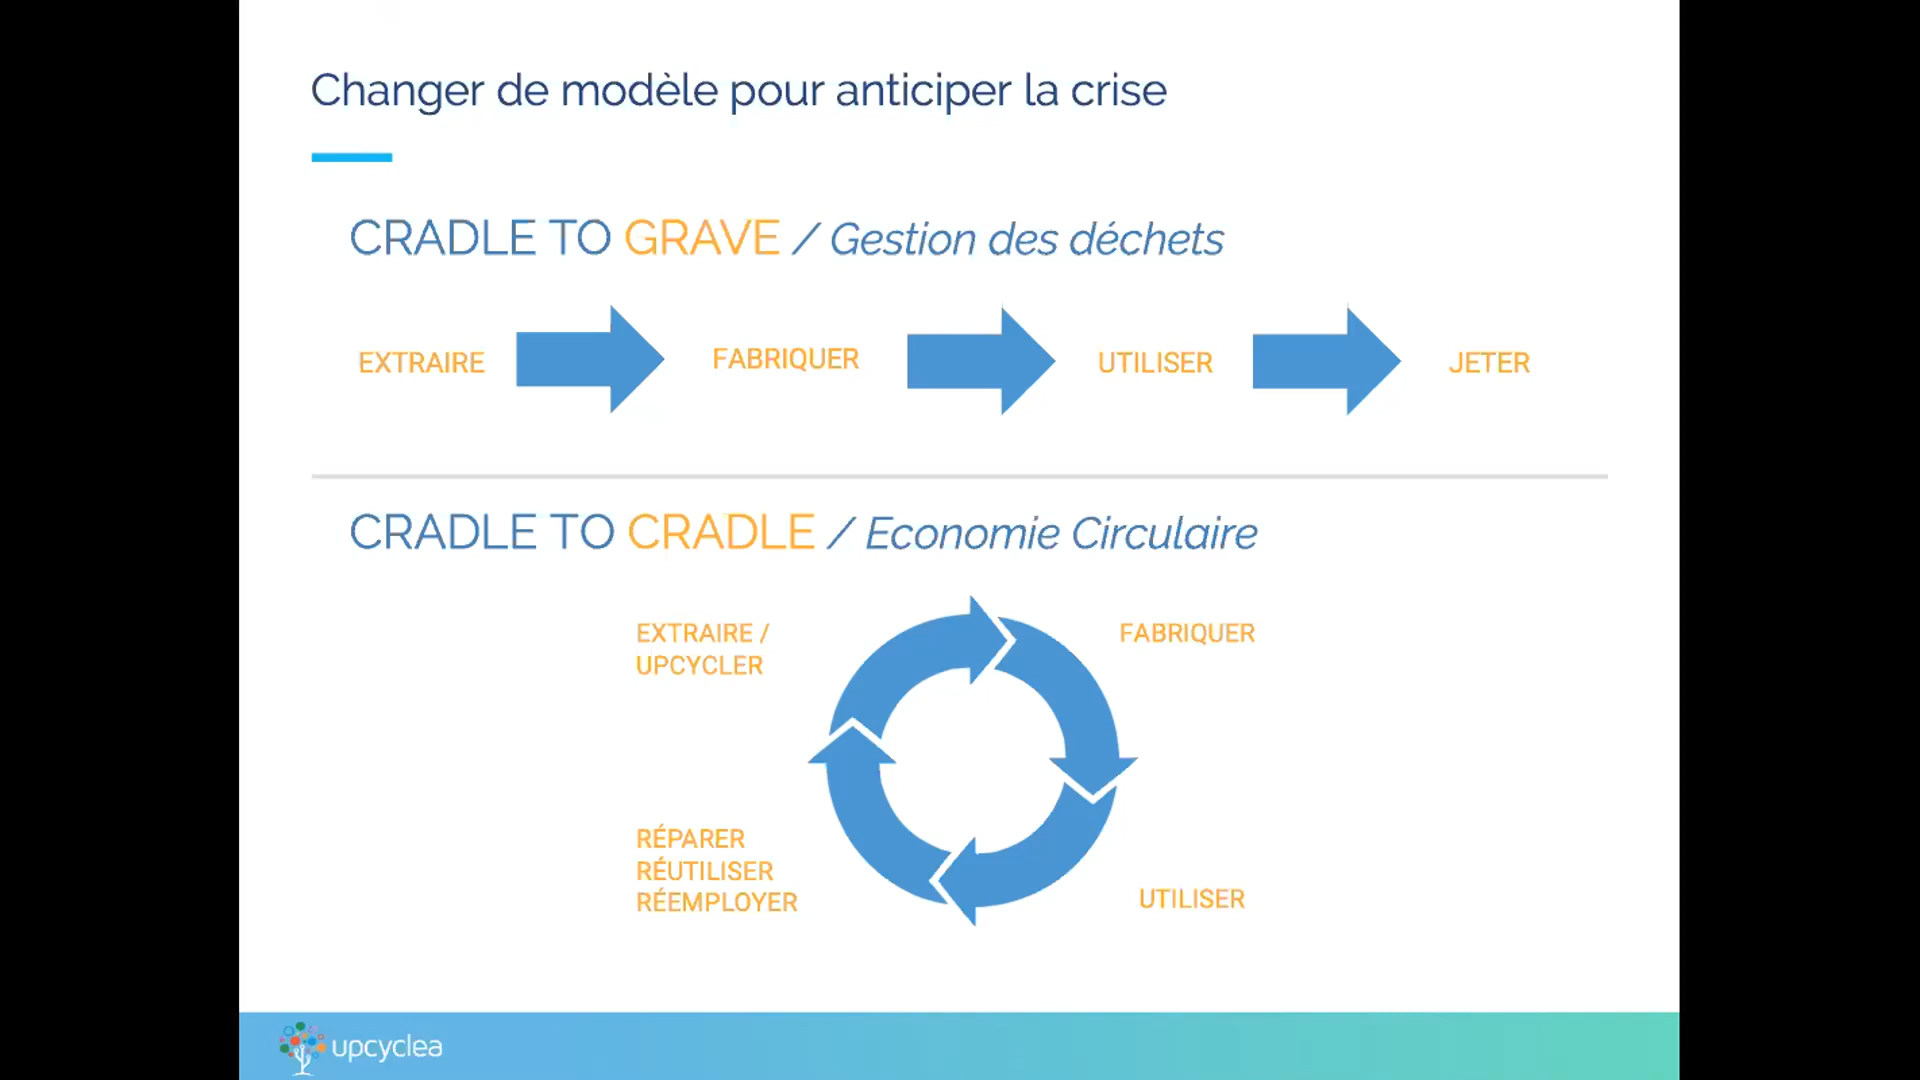 Changer de modèle pour anticiper la crise
CRADLE TO GRAVE / Gestion des déchets
EXTRAIRE FABRIQUER UTILISER JETER
CRADLE TO CRADLE / Economie Circulaire
EXTRAIRE /
UPCYCLER
FABRIQUER
RÉPARER
RÉUTILISER
RÉEMPLOYER
UTILISER
upcyclea